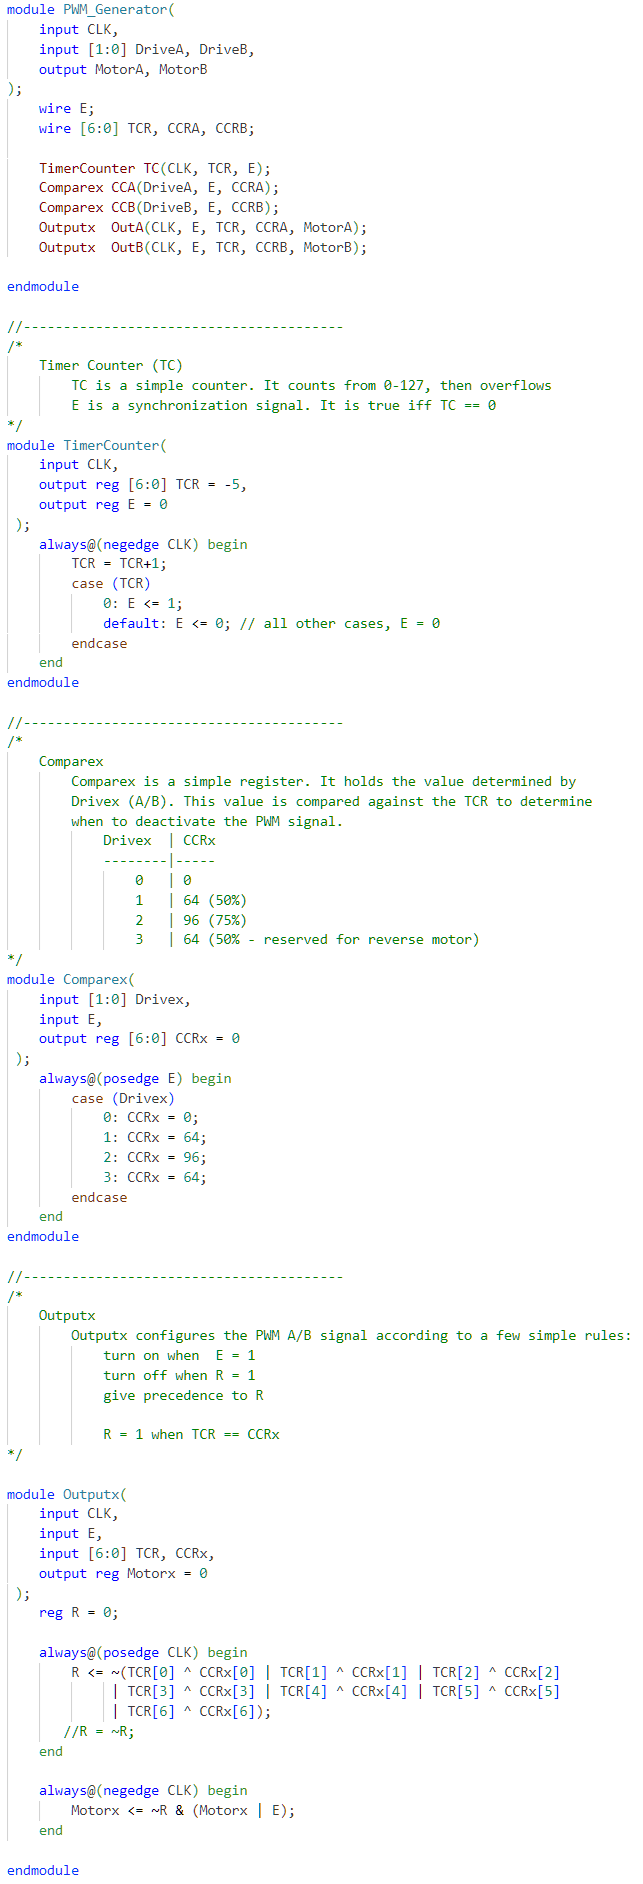 module PWM_Generator(
    input CLK,
    input [1:0] DriveA, DriveB,
    output MotorA, MotorB
);
    wire E;
    wire [6:0] TCR, CCRA, CCRB;

    TimerCounter TC(CLK, TCR, E);
    Comparex CCA(DriveA, E, CCRA);
    Comparex CCB(DriveB, E, CCRB);
    Outputx  OutA(CLK, E, TCR, CCRA, MotorA);
    Outputx  OutB(CLK, E, TCR, CCRB, MotorB);

endmodule

//----------------------------------------
/*
    Timer Counter (TC)
        TC is a simple counter. It counts from 0-127, then overflows
        E is a synchronization signal. It is true iff TC == 0
*/
module TimerCounter(
    input CLK,
    output reg [6:0] TCR = -5,
    output reg E = 0
 );
    always@(negedge CLK) begin
        TCR = TCR+1;
        case (TCR)
            0: E <= 1;
            default: E <= 0; // all other cases, E = 0
        endcase
    end
endmodule

//----------------------------------------
/*
    Comparex
        Comparex is a simple register. It holds the value determined by
        Drivex (A/B). This value is compared against the TCR to determine
        when to deactivate the PWM signal.
            Drivex  | CCRx
            --------|-----
                0   | 0
                1   | 64 (50%)
                2   | 96 (75%)
                3   | 64 (50% - reserved for reverse motor)
*/
module Comparex(
    input [1:0] Drivex,
    input E,
    output reg [6:0] CCRx = 0
 );
    always@(posedge E) begin
        case (Drivex)
            0: CCRx = 0;
            1: CCRx = 64;
            2: CCRx = 96;
            3: CCRx = 64;
        endcase
    end
endmodule

//----------------------------------------
/*
    Outputx
        Outputx configures the PWM A/B signal according to a few simple rules:
            turn on when  E = 1
            turn off when R = 1
            give precedence to R

            R = 1 when TCR == CCRx
*/

module Outputx(
    input CLK,
    input E,
    input [6:0] TCR, CCRx,
    output reg Motorx = 0
 );
    reg R = 0;

    always@(posedge CLK) begin
        R <= ~(TCR[0] ^ CCRx[0] | TCR[1] ^ CCRx[1] | TCR[2] ^ CCRx[2]
             | TCR[3] ^ CCRx[3] | TCR[4] ^ CCRx[4] | TCR[5] ^ CCRx[5]
             | TCR[6] ^ CCRx[6]);
       //R = ~R;
    end

    always@(negedge CLK) begin
        Motorx <= ~R & (Motorx | E);
    end

endmodule